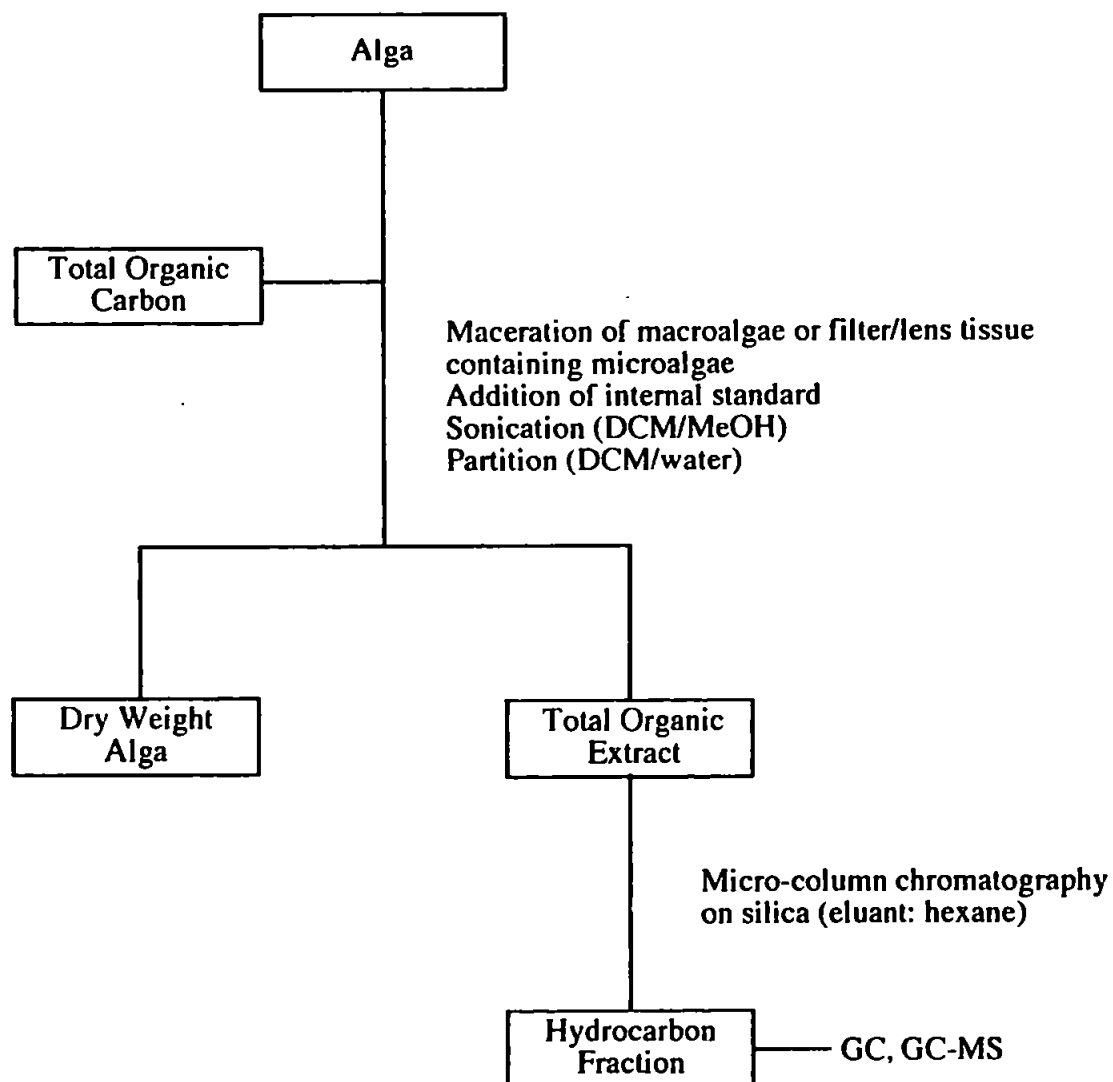 Alga
Total Organic
Carbon
Maceration of macroalgae or filter/lens tissue
containing microalgae
Addition of internal standard
Sonication (DCM/MeOH)
Partition (DCM/water)
Dry Weight
Alga
Total Organic
Extract
Micro-column chromatography
on silica (eluant: hexane)
Hydrocarbon
Fraction
GC, GC-MS